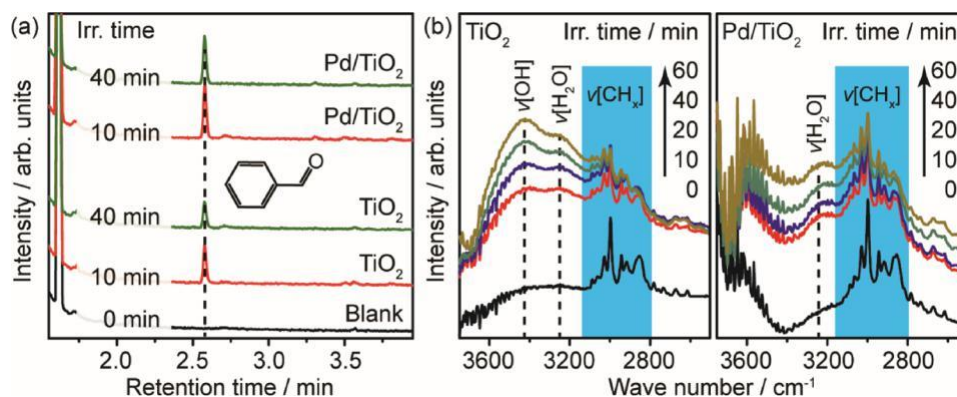 (a)
Irr. time
40 min
Pd/TiO2
10 min
Pd/TiO2
O
40 min
TiO2
10 min
TiO2
0 min
Blank
Intensity / arb. units
2.0 2.5 3.0 3.5
Retention time / min
(b)
TiO2 Irr. time / min
ν[OH]
ν[H2O]
ν[CHx]
60
40
20
10
0
Intensity / arb. units
3600 3200 2800
Pd/TiO2 Irr. time / min
ν[H2O]
ν[CHx]
60
40
20
10
0
3600 3200 2800
Wave number / cm-1